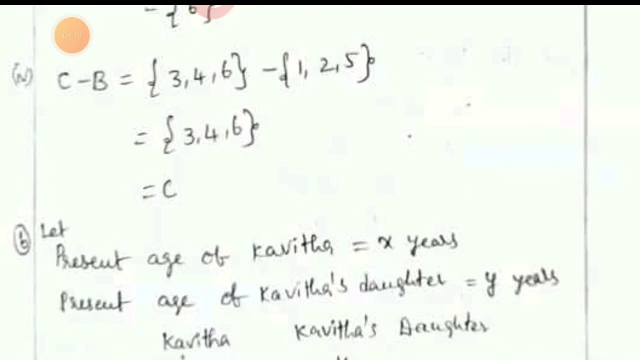 = {6}
(iv) C-B = {3,4,6} - {1, 2, 5}
= {3,4,6}
= C
(b) Let
Present age of Kavitha = x years
Present age of Kavitha's daughter = y years
Kavitha Kavitha's Daughter